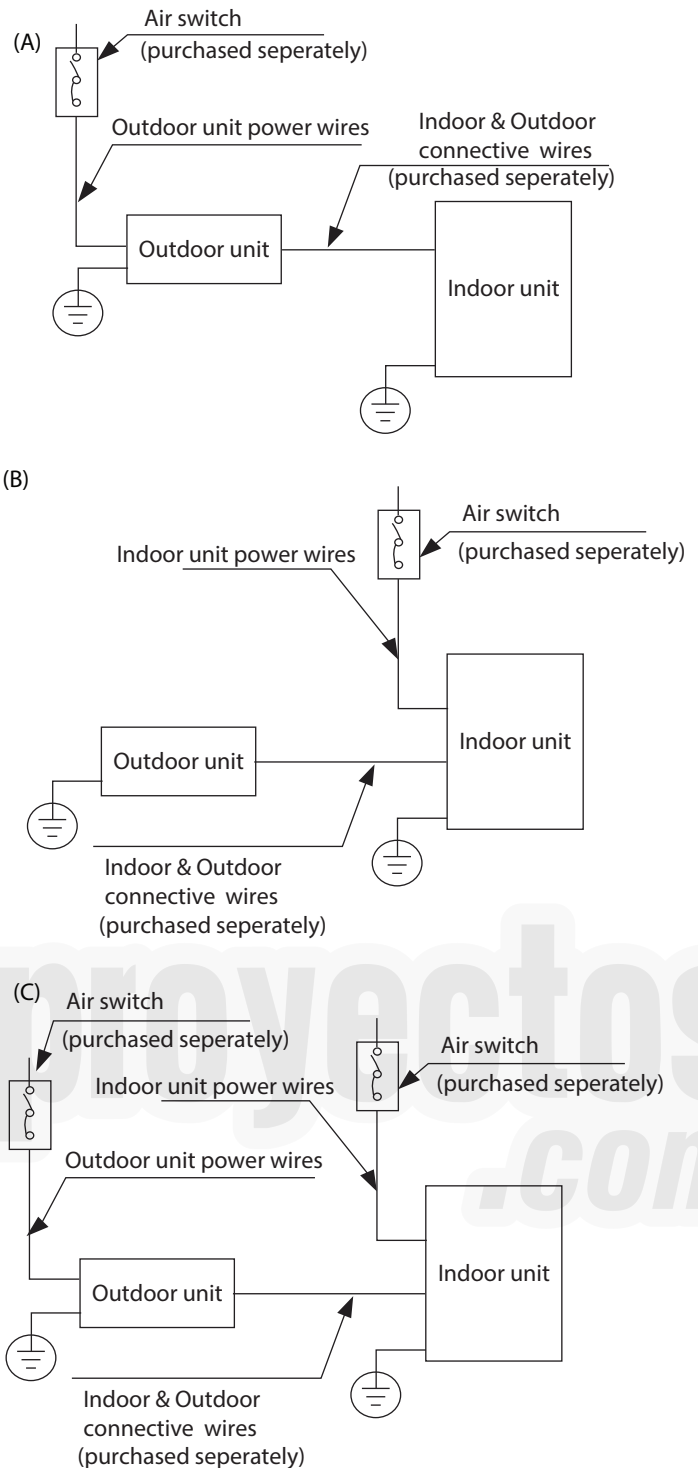 (A)
Air switch
(purchased seperately)
Outdoor unit power wires
Indoor & Outdoor
connective wires
(purchased seperately)
Outdoor unit
Indoor unit
(B)
Air switch
(purchased seperately)
Indoor unit power wires
Outdoor unit
Indoor unit
Indoor & Outdoor
connective wires
(purchased seperately)
(C)
Air switch
(purchased seperately)
Air switch
(purchased seperately)
Indoor unit power wires
Outdoor unit power wires
Outdoor unit
Indoor unit
Indoor & Outdoor
connective wires
(purchased seperately)
proyectos
.com